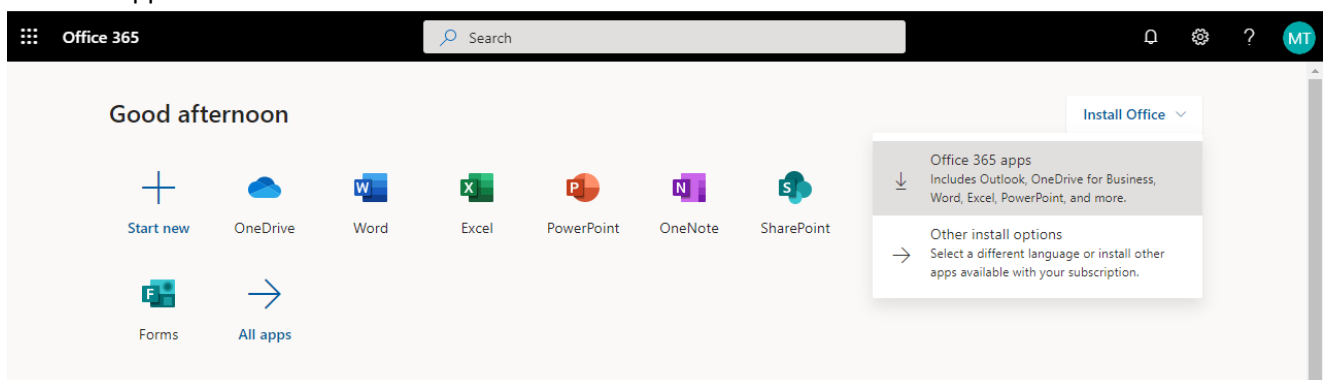 Office 365
Search
?
MT
Good afternoon
Install Office
Office 365 apps
Includes Outlook, OneDrive for Business,
Word, Excel, PowerPoint, and more.
Other install options
Select a different language or install other
apps available with your subscription.
W
X
P
N
S
Start new
OneDrive
Word
Excel
PowerPoint
OneNote
SharePoint
F
Forms
All apps